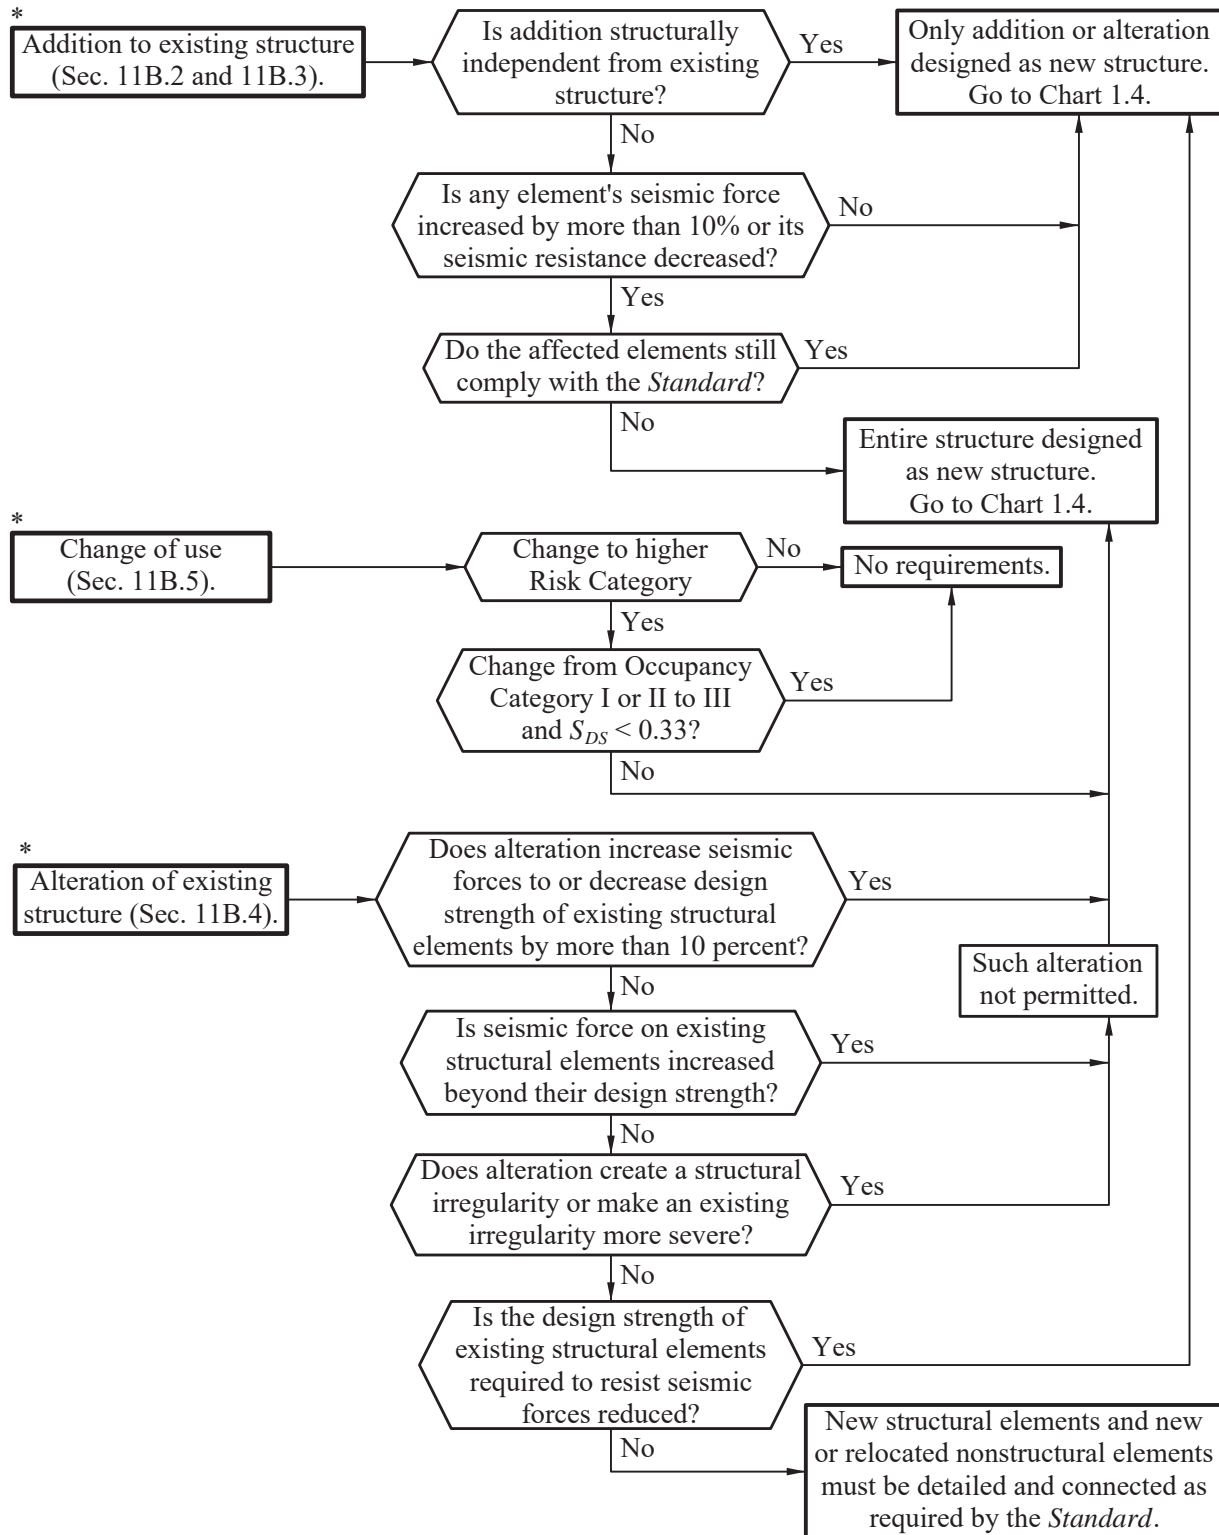 *
Addition to existing structure
(Sec. 11B.2 and 11B.3).
Is addition structurally
independent from existing
structure?
Yes
Only addition or alteration
designed as new structure.
Go to Chart 1.4.
No
Is any element's seismic force
increased by more than 10% or its
seismic resistance decreased?
No
Yes
Do the affected elements still
comply with the Standard?
Yes
No
Entire structure designed
as new structure.
Go to Chart 1.4.
*
Change of use
(Sec. 11B.5).
Change to higher
Risk Category
No
No requirements.
Yes
Change from Occupancy
Category I or II to III
and S_DS < 0.33?
Yes
No
*
Alteration of existing
structure (Sec. 11B.4).
Does alteration increase seismic
forces to or decrease design
strength of existing structural
elements by more than 10 percent?
Yes
Such alteration
not permitted.
No
Is seismic force on existing
structural elements increased
beyond their design strength?
Yes
No
Does alteration create a structural
irregularity or make an existing
irregularity more severe?
Yes
No
Is the design strength of
existing structural elements
required to resist seismic
forces reduced?
Yes
No
New structural elements and new
or relocated nonstructural elements
must be detailed and connected as
required by the Standard.